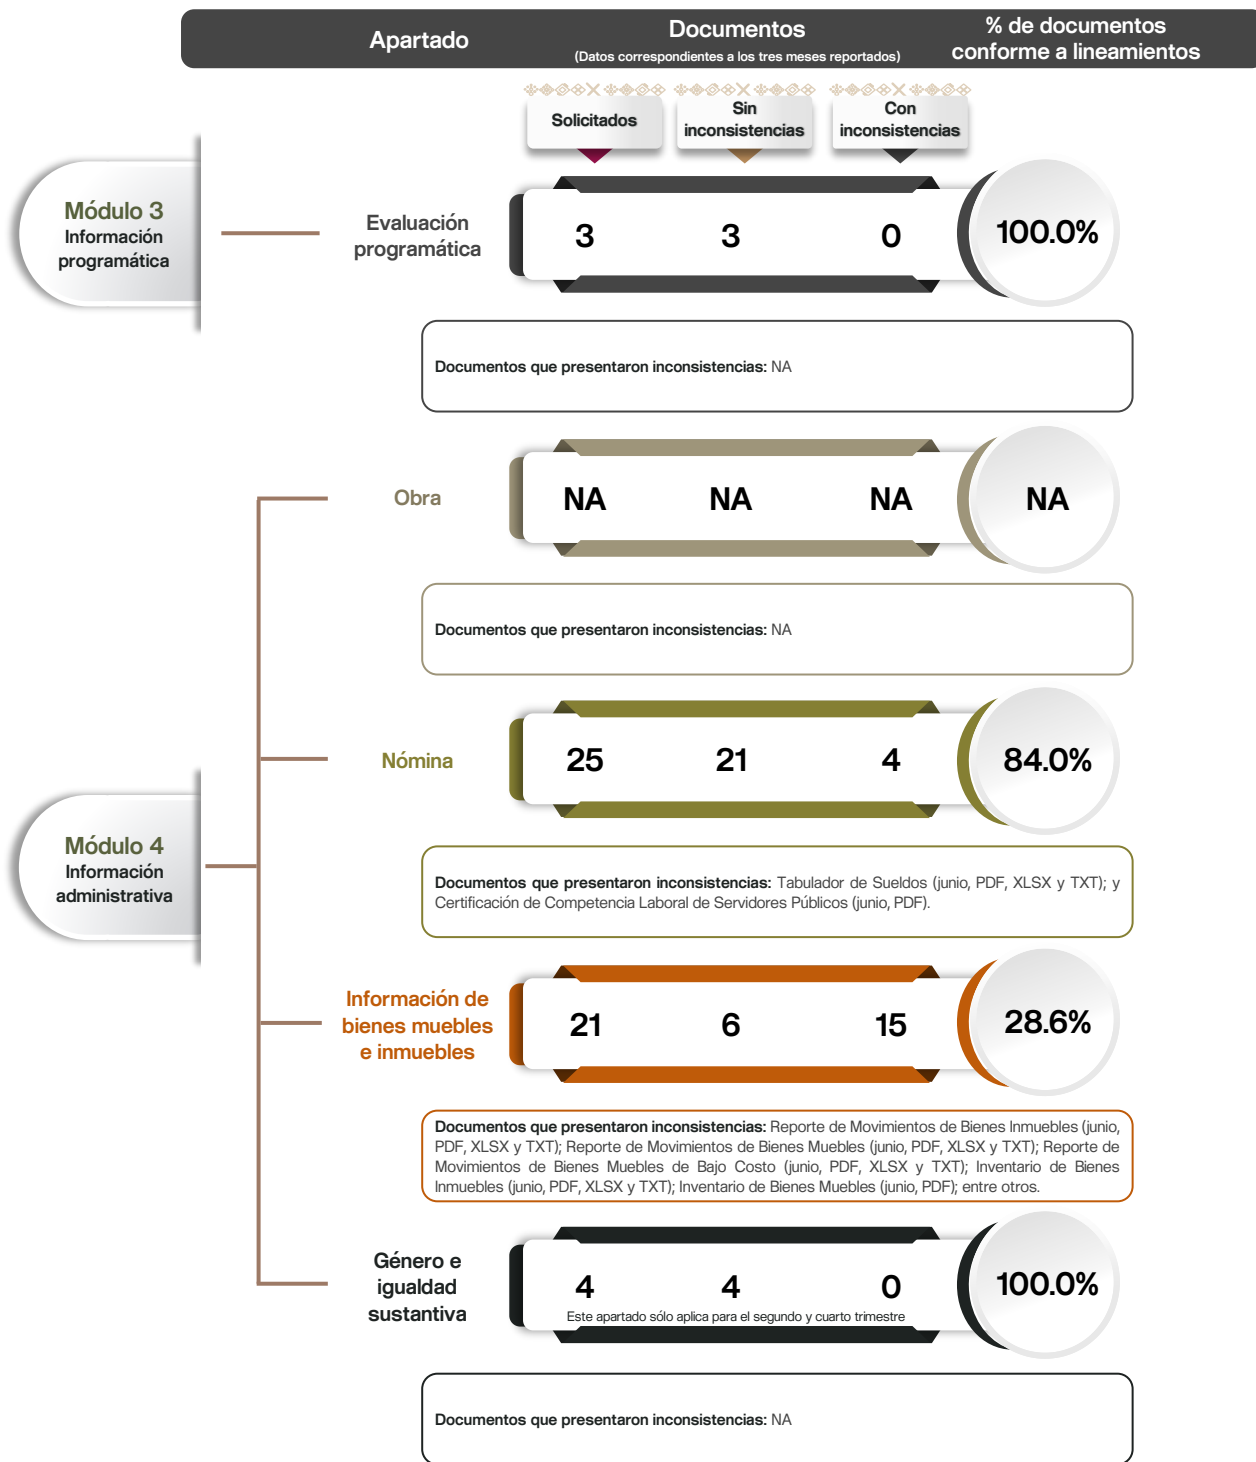 Apartado
Documentos
(Datos correspondientes a los tres meses reportados)
% de documentos
conforme a lineamientos
Solicitados
Sin
inconsistencias
Con
inconsistencias
Módulo 3
Información
programática
Evaluación
programática
3 3 0 100.0%
Documentos que presentaron inconsistencias: NA
Obra
NA NA NA NA
Documentos que presentaron inconsistencias: NA
Módulo 4
Información
administrativa
Nómina
25 21 4 84.0%
Documentos que presentaron inconsistencias: Tabulador de Sueldos (junio, PDF, XLSX y TXT); y
Certificación de Competencia Laboral de Servidores Públicos (junio, PDF).
Información de
bienes muebles
e inmuebles
21 6 15 28.6%
Documentos que presentaron inconsistencias: Reporte de Movimientos de Bienes Inmuebles (junio,
PDF, XLSX y TXT); Reporte de Movimientos de Bienes Muebles (junio, PDF, XLSX y TXT); Reporte de
Movimientos de Bienes Muebles de Bajo Costo (junio, PDF, XLSX y TXT); Inventario de Bienes
Inmuebles (junio, PDF, XLSX y TXT); Inventario de Bienes Muebles (junio, PDF); entre otros.
Género e
igualdad
sustantiva
4 4 0 100.0%
Este apartado sólo aplica para el segundo y cuarto trimestre
Documentos que presentaron inconsistencias: NA